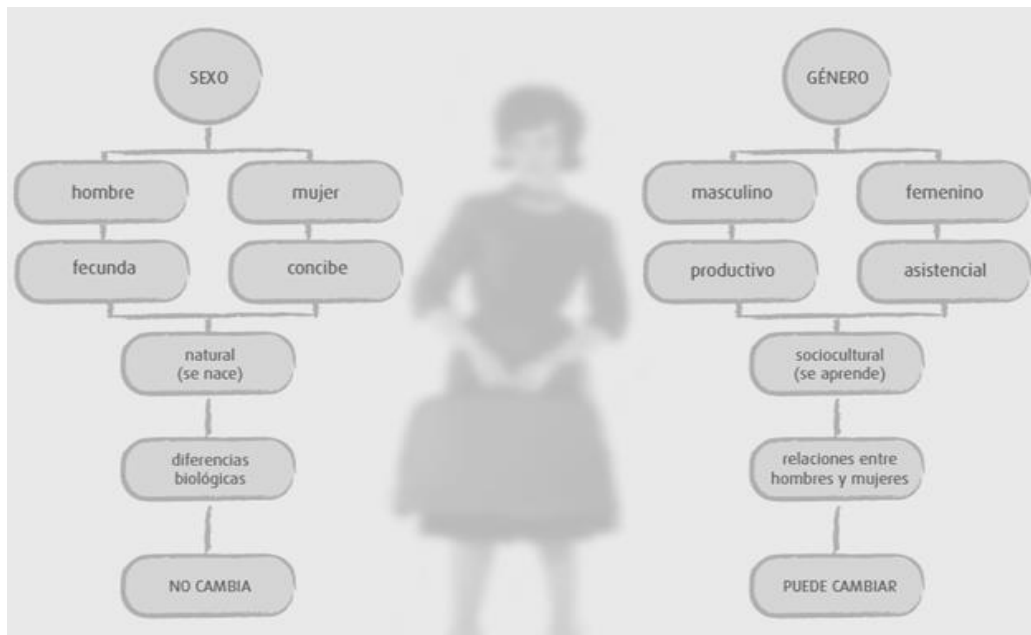 SEXO
hombre
mujer
fecunda
concibe
natural
(se nace)
diferencias
biológicas
NO CAMBIA
GÉNERO
masculino
femenino
productivo
asistencial
sociocultural
(se aprende)
relaciones entre
hombres y mujeres
PUEDE CAMBIAR